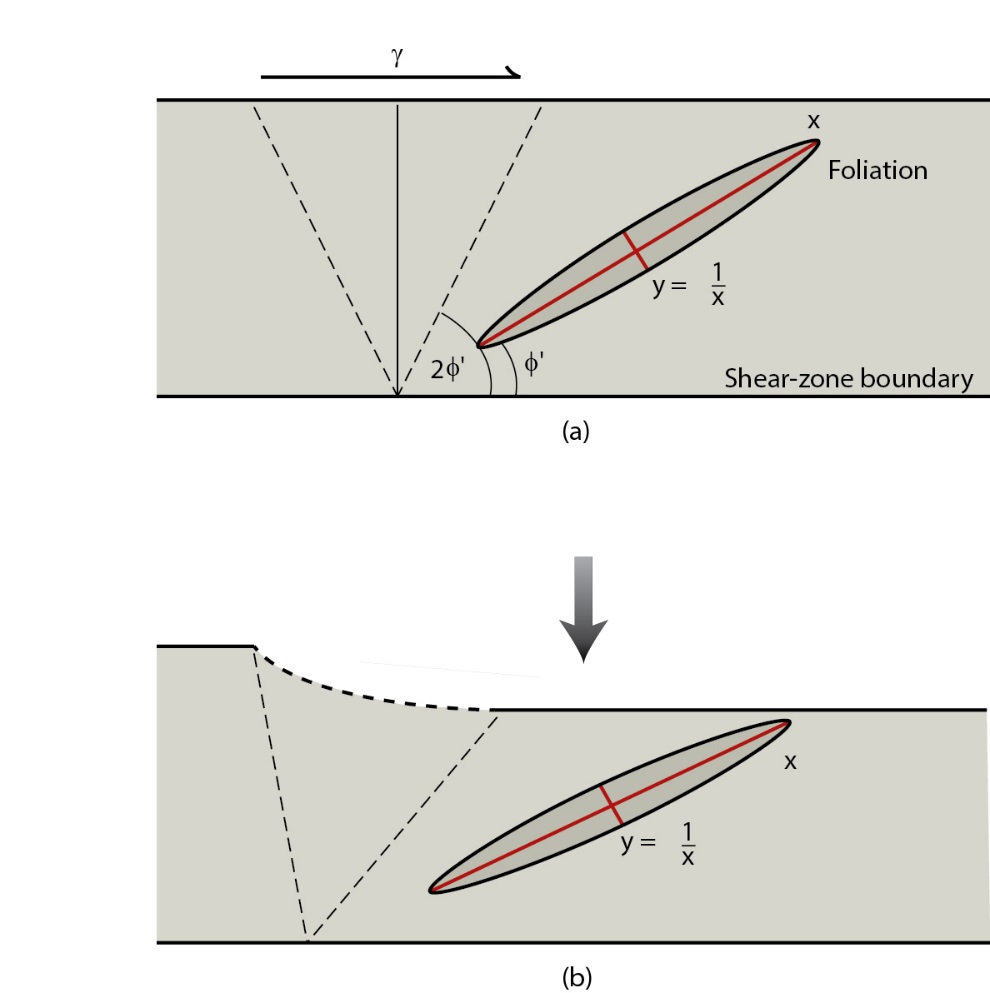 γ
x
Foliation
y = 1/x
2ϕ'
ϕ'
Shear-zone boundary
(a)
x
y = 1/x
(b)